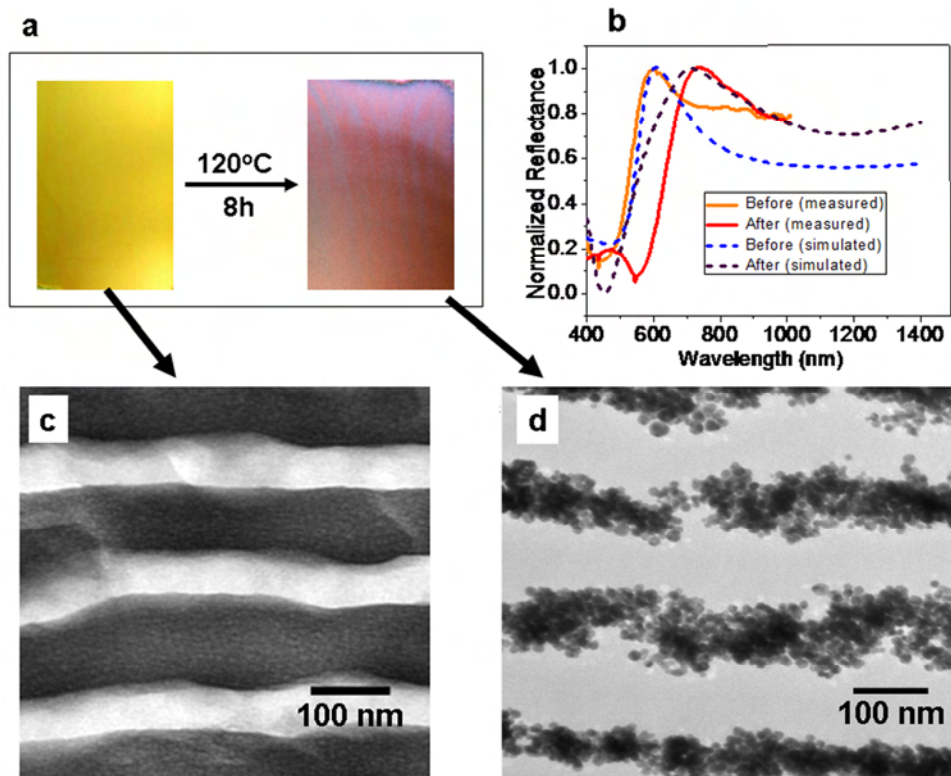 a
b
120°C
8h
Normalized Reflectance
1.0
0.8
0.6
0.4
0.2
0.0
Before (measured)
After (measured)
Before (simulated)
After (simulated)
400 600 800 1000 1200 1400
Wavelength (nm)
c
100 nm
d
100 nm